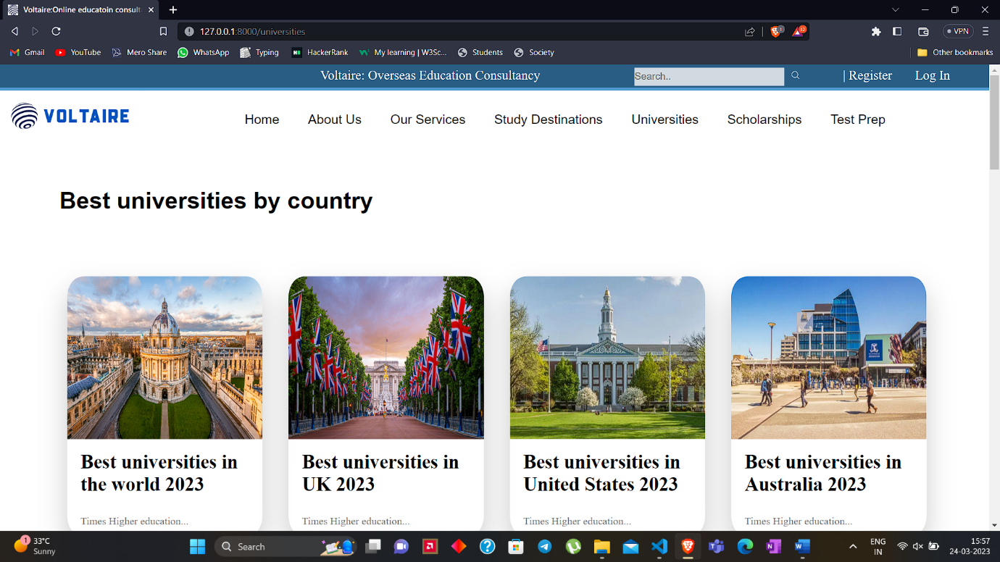 Voltaire:Online educatoin consult
127.0.0.1:8000/universities
1
32
VPN
Gmail
YouTube
Mero Share
WhatsApp
Typing
HackerRank
My learning | W3Sc...
Students
Society
Other bookmarks
Voltaire: Overseas Education Consultancy
Search..
| Register
Log In
VOLTAIRE
Home
About Us
Our Services
Study Destinations
Universities
Scholarships
Test Prep
Best universities by country
Best universities in
the world 2023
Times Higher education...
Best universities in
UK 2023
Times Higher education...
Best universities in
United States 2023
Times Higher education...
Best universities in
Australia 2023
Times Higher education...
1
33°C
Sunny
Search
ENG
IN
15:57
24-03-2023